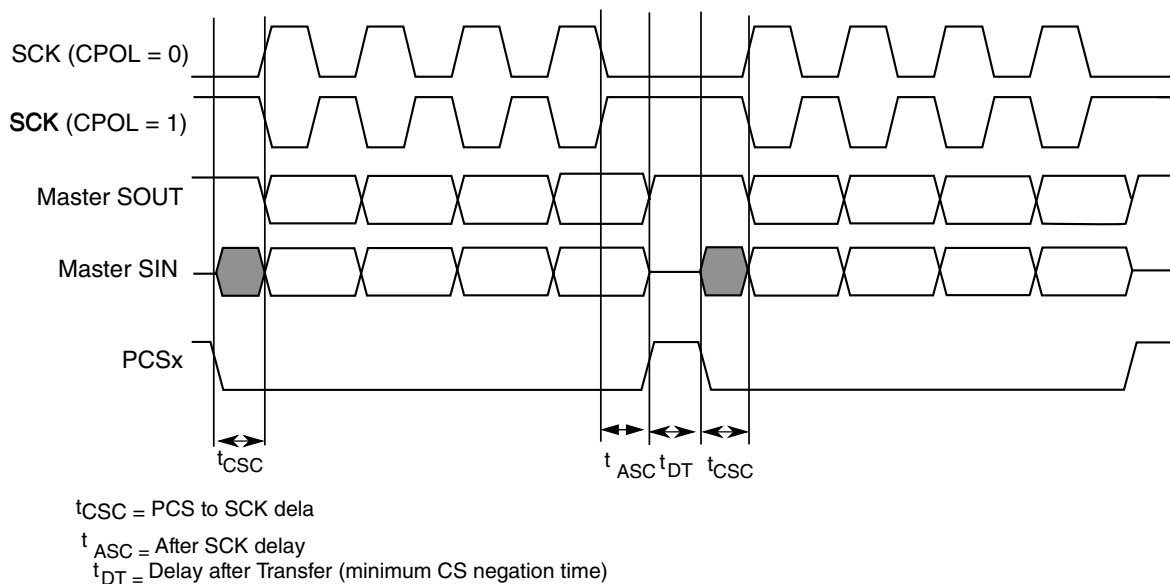 SCK (CPOL = 0)
SCK (CPOL = 1)
Master SOUT
Master SIN
PCSx
tCSC
t ASC
tDT
tCSC
tCSC = PCS to SCK dela
t ASC = After SCK delay
tDT = Delay after Transfer (minimum CS negation time)